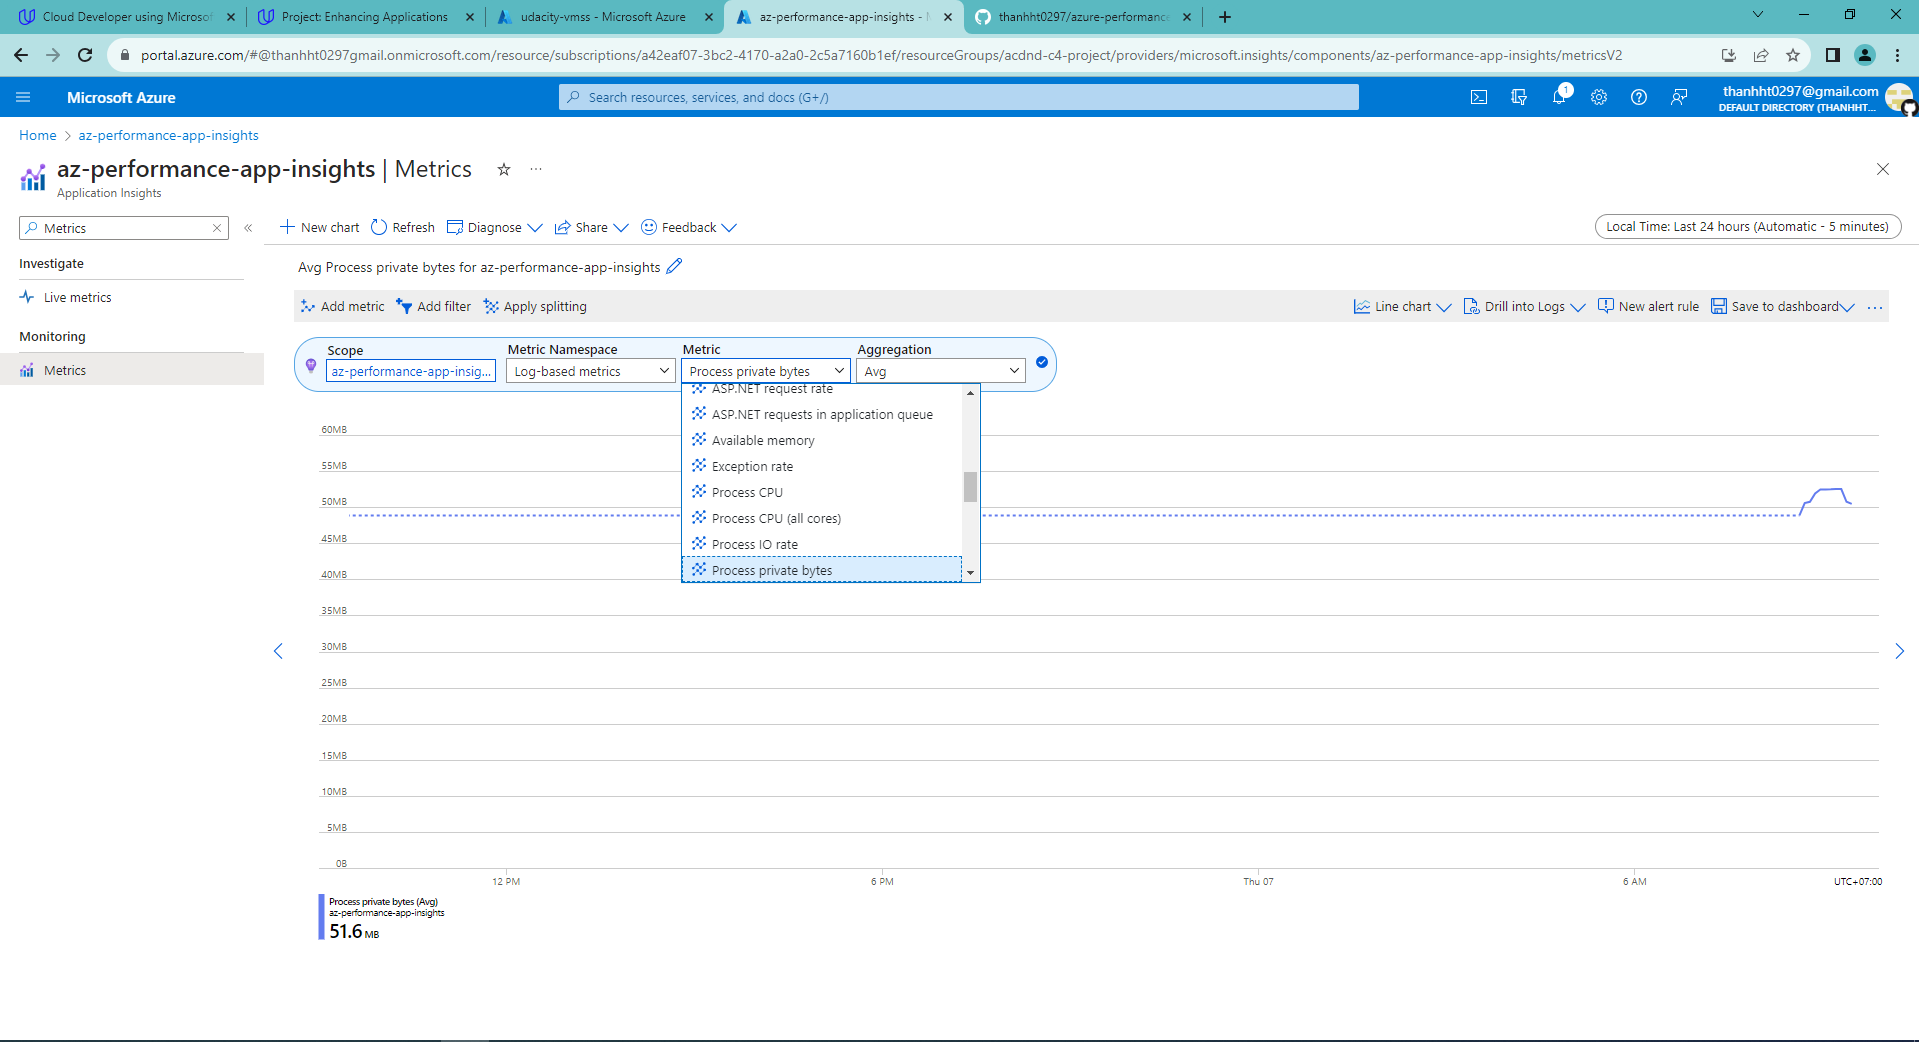 Cloud Developer using Microsof
Project: Enhancing Applications
udacity-vmss - Microsoft Azure
az-performance-app-insights - M
thanhht0297/azure-performance
portal.azure.com/#@thanhht0297gmail.onmicrosoft.com/resource/subscriptions/a42eaf07-3bc2-4170-a2a0-2c5a7160b1ef/resourceGroups/acdnd-c4-project/providers/microsoft.insights/components/az-performance-app-insights/metricsV2
Microsoft Azure
Search resources, services, and docs (G+/)
1
thanhht0297@gmail.com
DEFAULT DIRECTORY (THANHHT...
Home > az-performance-app-insights
az-performance-app-insights | Metrics
...
Application Insights
Metrics
New chart
Refresh
Diagnose
Share
Feedback
Local Time: Last 24 hours (Automatic - 5 minutes)
Investigate
Live metrics
Monitoring
Metrics
Avg Process private bytes for az-performance-app-insights
Add metric
Add filter
Apply splitting
Line chart
Drill into Logs
New alert rule
Save to dashboard
...
Scope
az-performance-app-insig...
Metric Namespace
Log-based metrics
Metric
Process private bytes
Aggregation
Avg
ASP.NET request rate
ASP.NET requests in application queue
Available memory
Exception rate
Process CPU
Process CPU (all cores)
Process IO rate
Process private bytes
60MB
55MB
50MB
45MB
40MB
35MB
30MB
25MB
20MB
15MB
10MB
5MB
0B
12 PM
6 PM
Thu 07
6 AM
UTC+07:00
Process private bytes (Avg)
az-performance-app-insights
51.6 MB